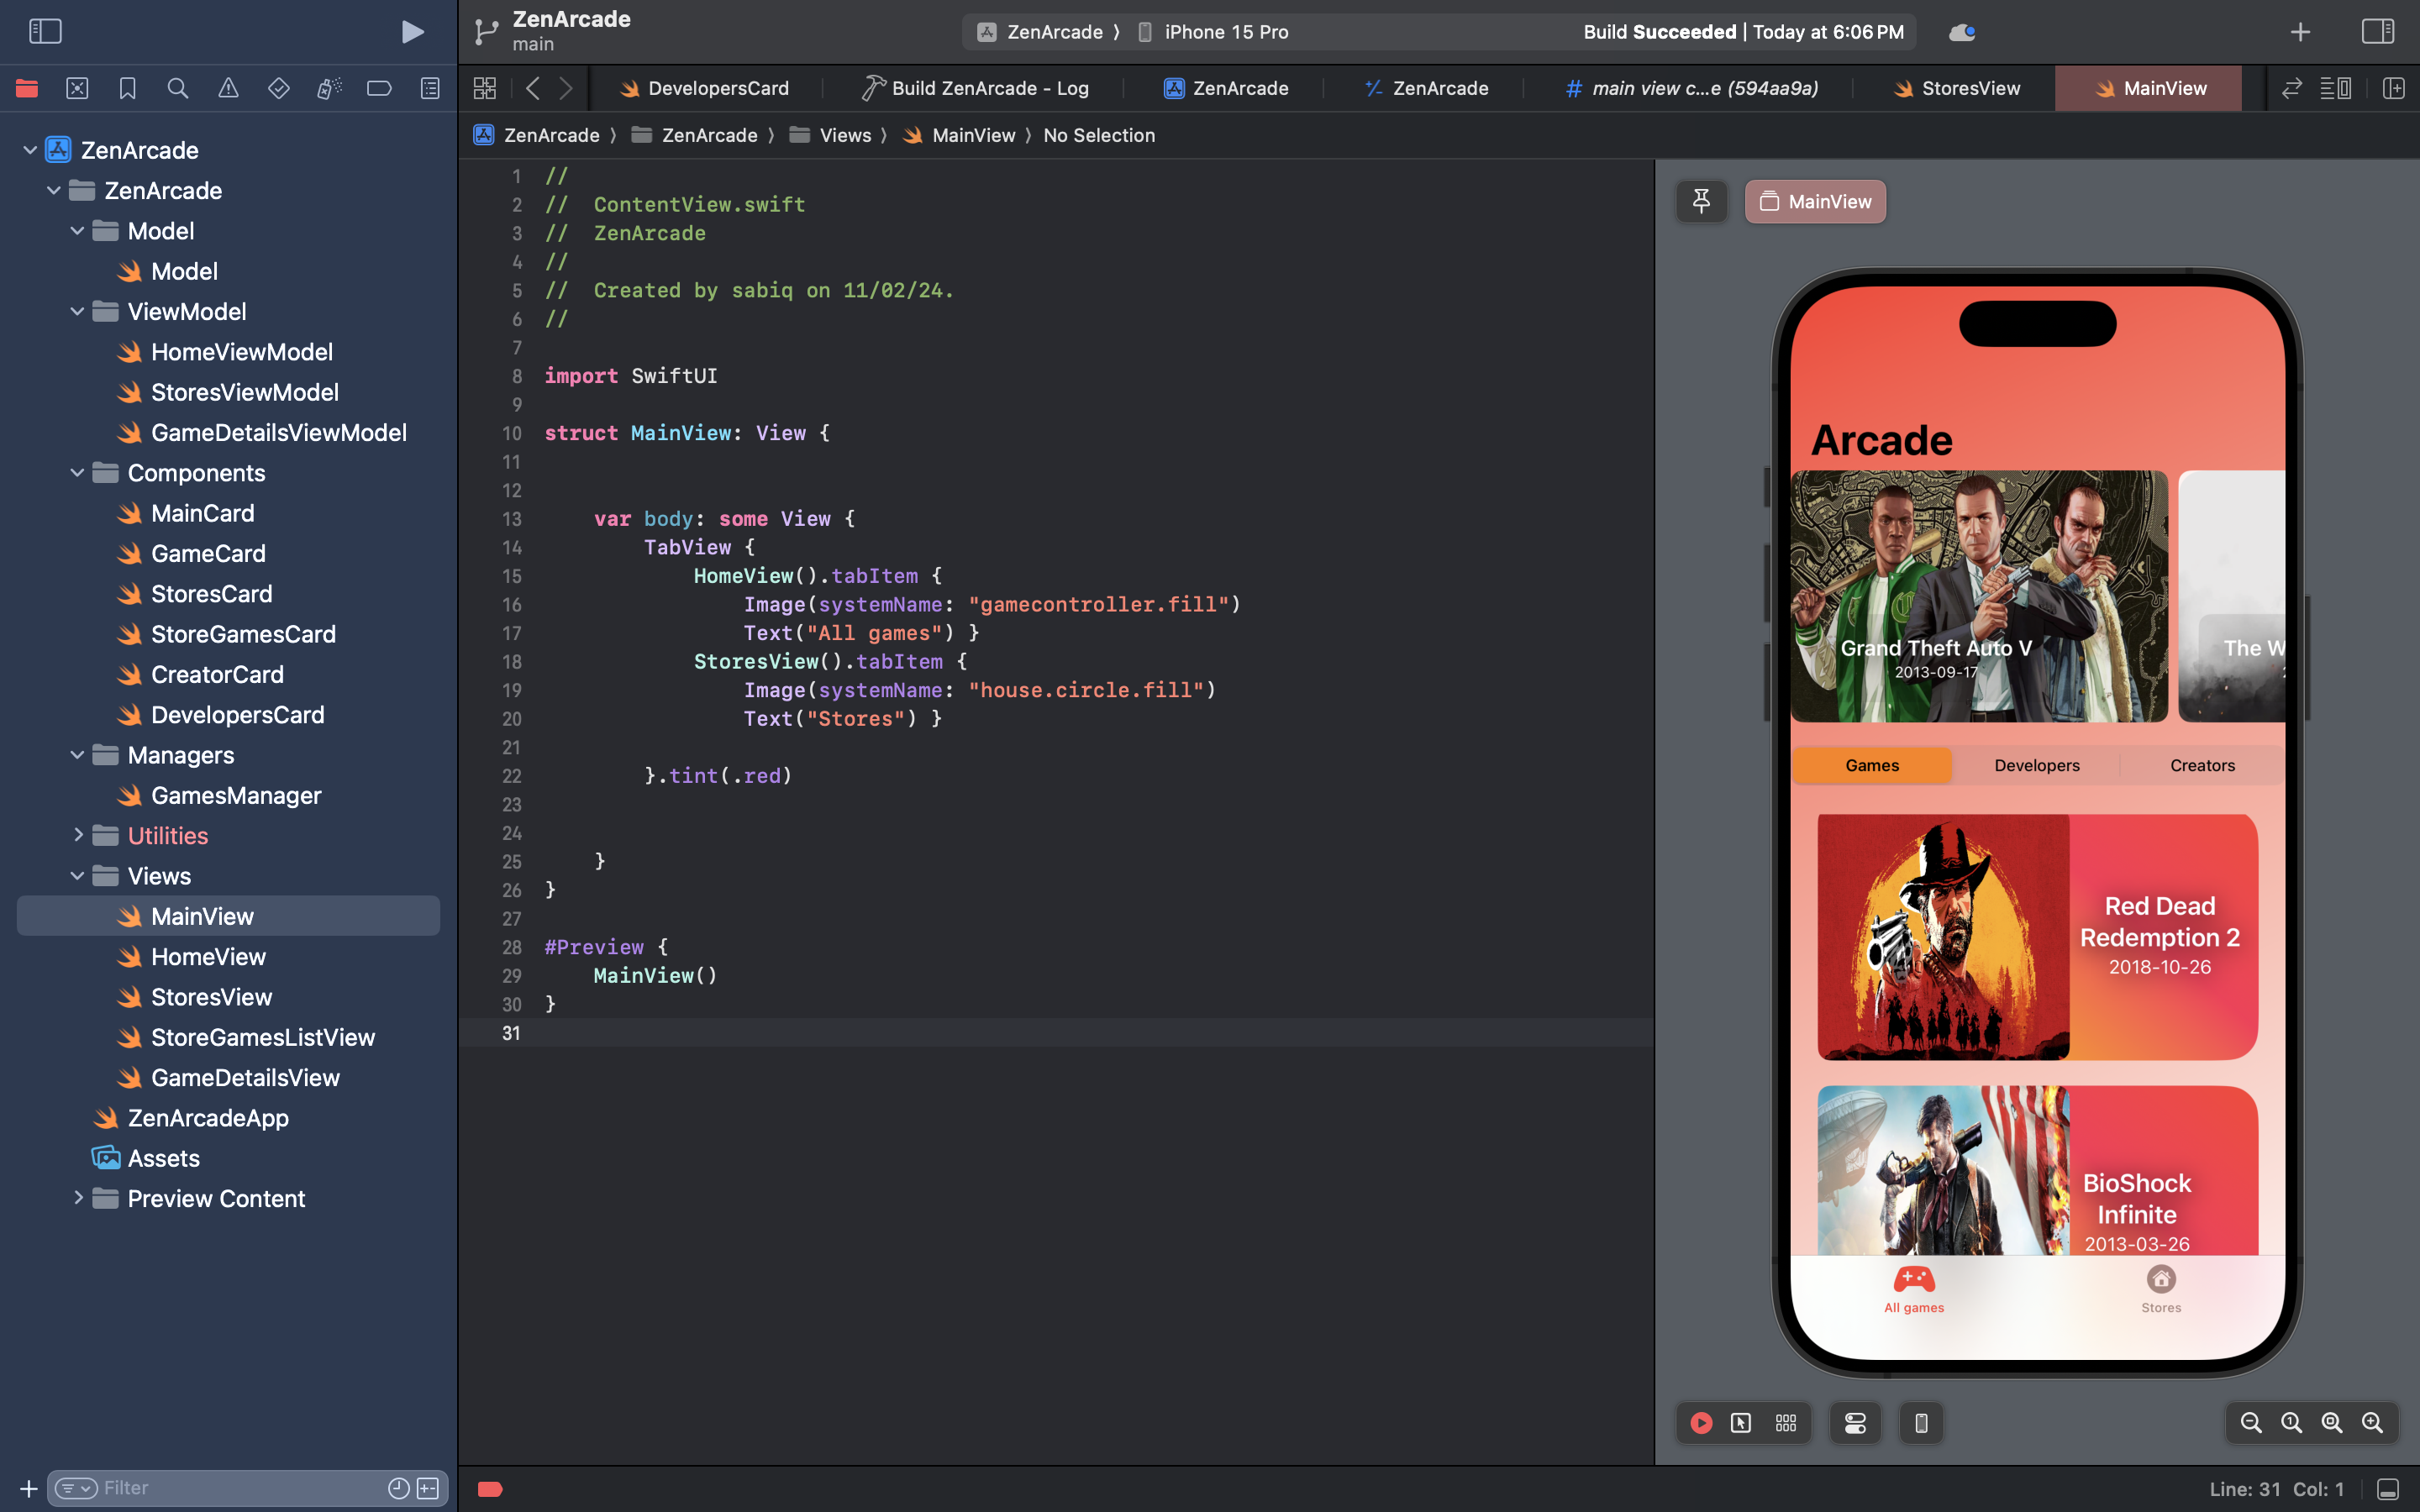 ZenArcade
main
ZenArcade 〉 iPhone 15 Pro
Build Succeeded | Today at 6:06 PM
DevelopersCard
Build ZenArcade - Log
ZenArcade
ZenArcade
main view c...e (594aa9a)
StoresView
MainView
ZenArcade 〉 ZenArcade 〉 Views 〉 MainView 〉 No Selection
ZenArcade
ZenArcade
Model
Model
ViewModel
HomeViewModel
StoresViewModel
GameDetailsViewModel
Components
MainCard
GameCard
StoresCard
StoreGamesCard
CreatorCard
DevelopersCard
Managers
GamesManager
Utilities
Views
MainView
HomeView
StoresView
StoreGamesListView
GameDetailsView
ZenArcadeApp
Assets
Preview Content
Filter
1 //
2 //  ContentView.swift
3 //  ZenArcade
4 //
5 //  Created by sabiq on 11/02/24.
6 //
7
8 import SwiftUI
9
10 struct MainView: View {
11
12
13     var body: some View {
14         TabView {
15             HomeView().tabItem {
16                 Image(systemName: "gamecontroller.fill")
17                 Text("All games") }
18             StoresView().tabItem {
19                 Image(systemName: "house.circle.fill")
20                 Text("Stores") }
21
22         }.tint(.red)
23
24
25     }
26 }
27
28 #Preview {
29     MainView()
30 }
31
MainView
Arcade
Grand Theft Auto V
2013-09-17
The W
Games
Developers
Creators
Red Dead
Redemption 2
2018-10-26
BioShock
Infinite
2013-03-26
All games
Stores
Line: 31 Col: 1